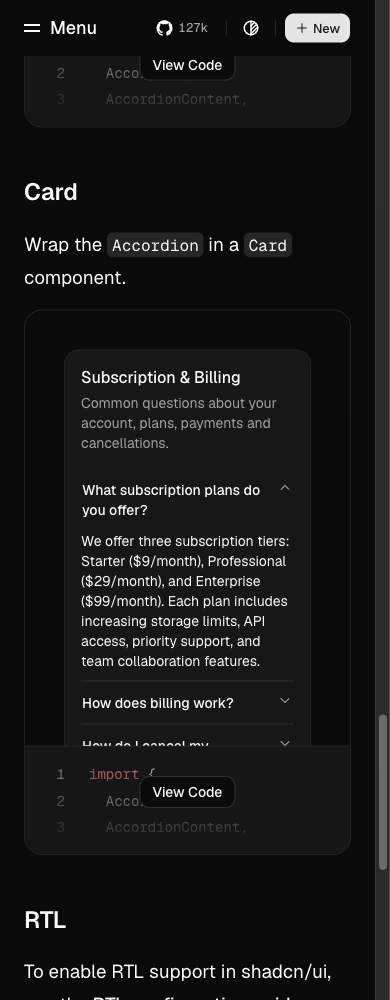 Menu
127k
+ New
2 Acco
View Code
3 AccordionContent,
Card
Wrap the Accordion in a Card
component.
Subscription & Billing
Common questions about your
account, plans, payments and
cancellations.
What subscription plans do
you offer?
We offer three subscription tiers:
Starter ($9/month), Professional
($29/month), and Enterprise
($99/month). Each plan includes
increasing storage limits, API
access, priority support, and
team collaboration features.
How does billing work?
How do I cancel my
1 import {
2 Acco
View Code
3 AccordionContent,
RTL
To enable RTL support in shadcn/ui,